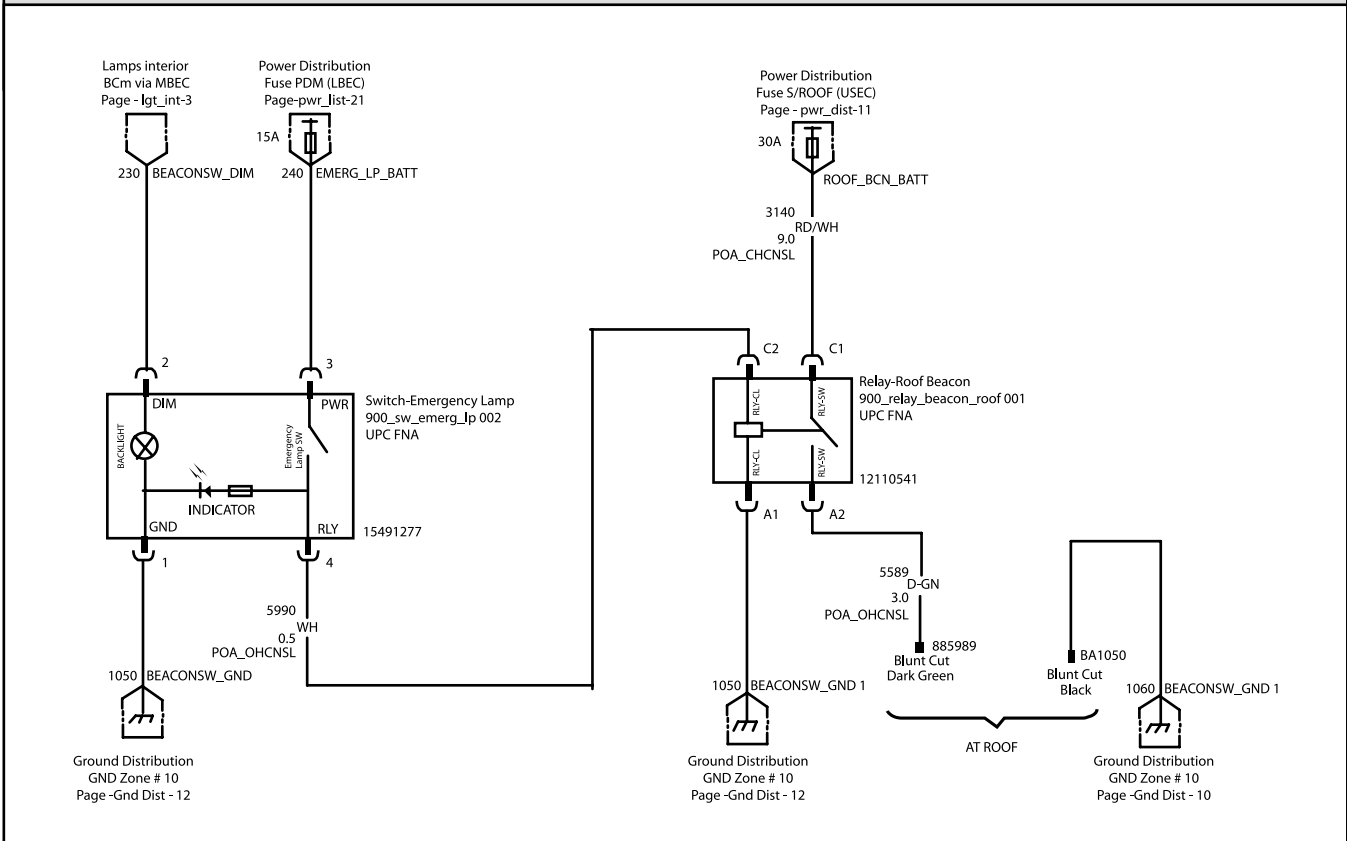 Lamps interior
BCm via MBEC
Page - lgt_int-3
Power Distribution
Fuse PDM (LBEC)
Page-pwr_list-21
15A
230 BEACONSW_DIM
240 EMERG_LP_BATT
Power Distribution
Fuse S/ROOF (USEC)
Page - pwr_dist-11
30A
ROOF_BCN_BATT
3140
RD/WH
9.0
POA_CHCNSL
2
3
DIM
PWR
BACKLIGHT
Emergency
Lamp SW
INDICATOR
GND
RLY
Switch-Emergency Lamp
900_sw_emerg_lp 002
UPC FNA
15491277
1
4
5990
WH
0.5
POA_OHCNSL
1050 BEACONSW_GND
Ground Distribution
GND Zone # 10
Page -Gnd Dist - 12
C2
C1
RLY-CL
RLY-SW
RLY-CL
RLY-SW
Relay-Roof Beacon
900_relay_beacon_roof 001
UPC FNA
12110541
A1
A2
5589
D-GN
3.0
POA_OHCNSL
885989
Blunt Cut
Dark Green
BA1050
Blunt Cut
Black
AT ROOF
1050 BEACONSW_GND 1
Ground Distribution
GND Zone # 10
Page -Gnd Dist - 12
1060 BEACONSW_GND 1
Ground Distribution
GND Zone # 10
Page -Gnd Dist - 10